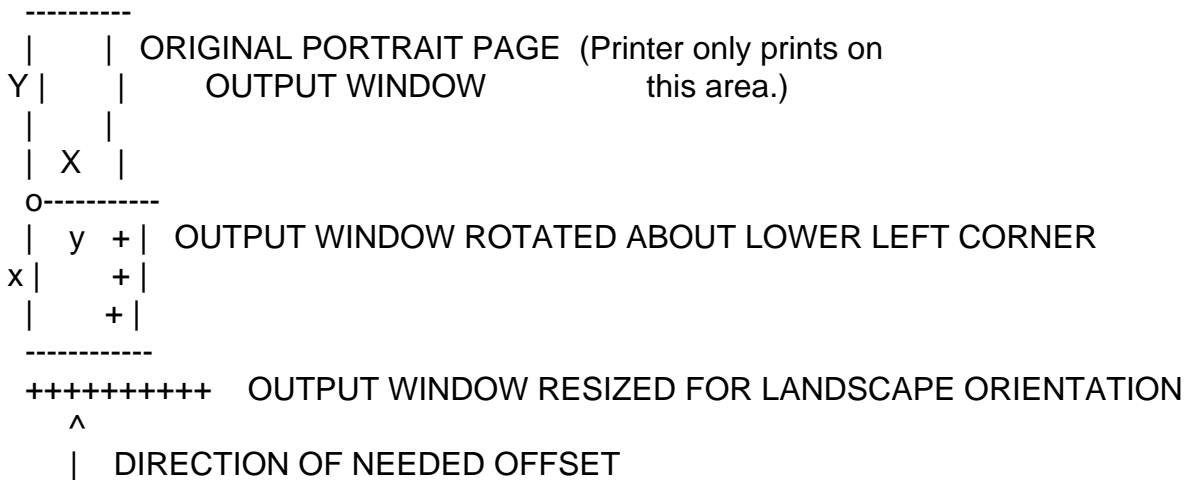 ----------
|        | ORIGINAL PORTRAIT PAGE  (Printer only prints on
Y |        |          OUTPUT WINDOW                    this area.)
|        |
|   X    |
o-----------
|    y   + |   OUTPUT WINDOW ROTATED ABOUT LOWER LEFT CORNER
x |        + |
|        + |
------------
++++++++++    OUTPUT WINDOW RESIZED FOR LANDSCAPE ORIENTATION
^
|    DIRECTION OF NEEDED OFFSET